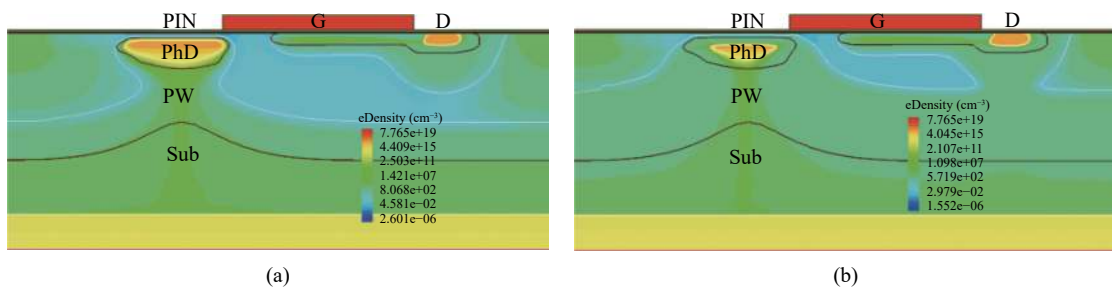 PIN G D
PhD
PW
Sub
eDensity (cm⁻³)
7.765e+19
4.409e+15
2.503e+11
1.421e+07
8.068e+02
4.581e−02
2.601e−06
(a)
PIN G D
PhD
PW
Sub
eDensity (cm⁻³)
7.765e+19
4.045e+15
2.107e+11
1.098e+07
5.719e+02
2.979e−02
1.552e−06
(b)